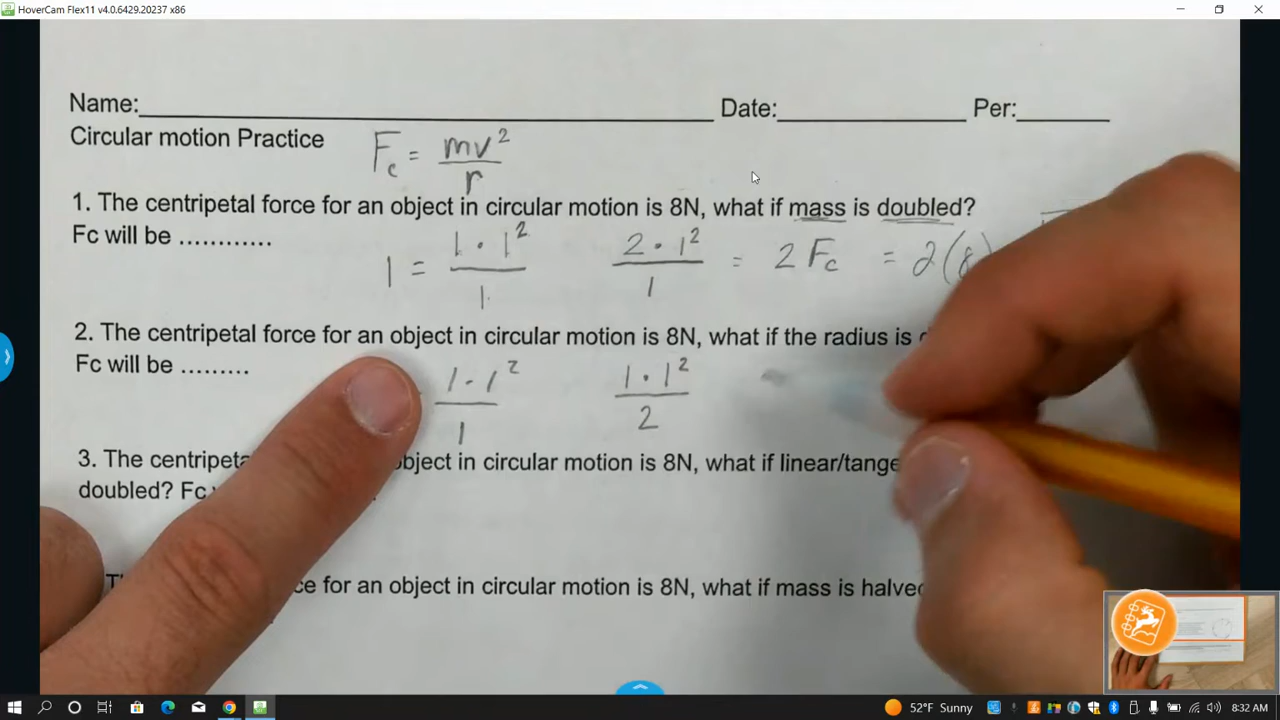 HoverCam Flex11 v4.0.6429.20237 x86
Name: Date: Per:
Circular motion Practice
Fc = mv²/r
1. The centripetal force for an object in circular motion is 8N, what if mass is doubled?
Fc will be ............
1 = 1 · 1²/1 2 · 1²/1 = 2 Fc = 2(8)
2. The centripetal force for an object in circular motion is 8N, what if the radius is
Fc will be .........
1 · 1²/1 1 · 1²/2
3. The object in circular motion is 8N, what if
doubled? Fc
for an object in circular motion is 8N, what if mass is
52°F Sunny
8:32 AM